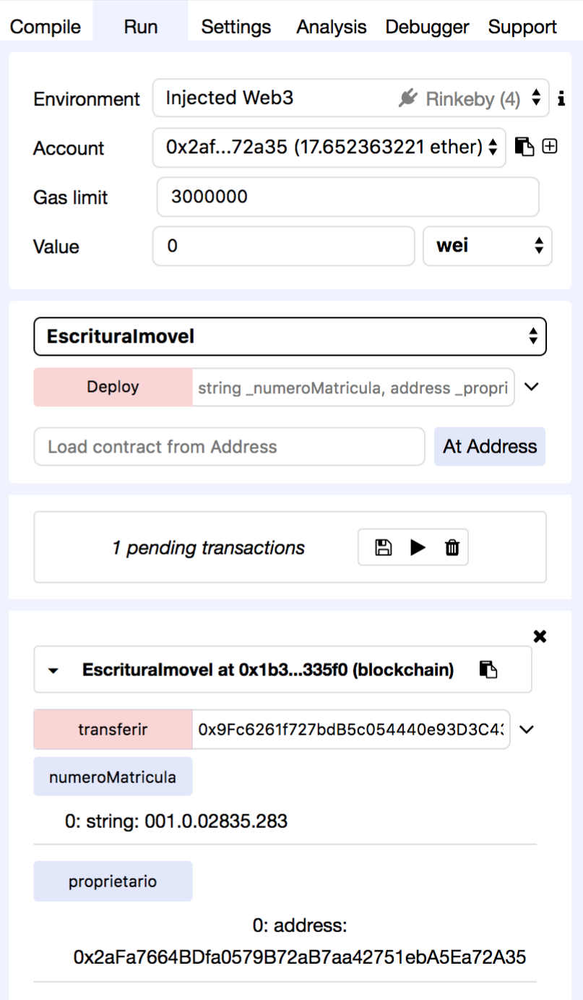 Compile Run Settings Analysis Debugger Support
Environment Injected Web3 Rinkeby (4)
Account 0x2af...72a35 (17.652363221 ether)
Gas limit 3000000
Value 0 wei
EscrituraImovel
Deploy string _numeroMatricula, address _propri
Load contract from Address At Address
1 pending transactions
EscrituraImovel at 0x1b3...335f0 (blockchain)
transferir 0x9Fc6261f727bdB5c054440e93D3C43
numeroMatricula
0: string: 001.0.02835.283
proprietario
0: address:
0x2aFa7664BDfa0579B72aB7aa42751ebA5Ea72A35